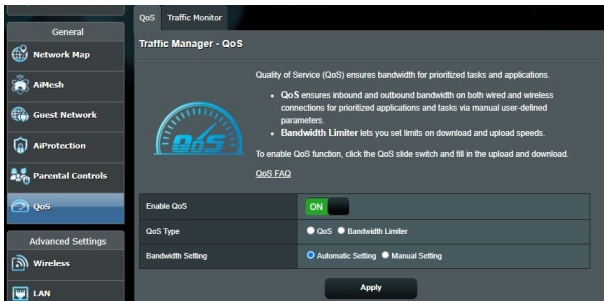 QoS Traffic Monitor
General
Traffic Manager - QoS
Network Map
AiMesh
Guest Network
AiProtection
Parental Controls
QoS
Advanced Settings
Wireless
LAN
Quality of Service (QoS) ensures bandwidth for prioritized tasks and applications.
• QoS ensures inbound and outbound bandwidth on both wired and wireless
connections for prioritized applications and tasks via manual user-defined
parameters.
• Bandwidth Limiter lets you set limits on download and upload speeds.
QoS
To enable QoS function, click the QoS slide switch and fill in the upload and download.
QoS FAQ
Enable QoS ON
QoS Type QoS Bandwidth Limiter
Bandwidth Setting Automatic Setting Manual Setting
Apply